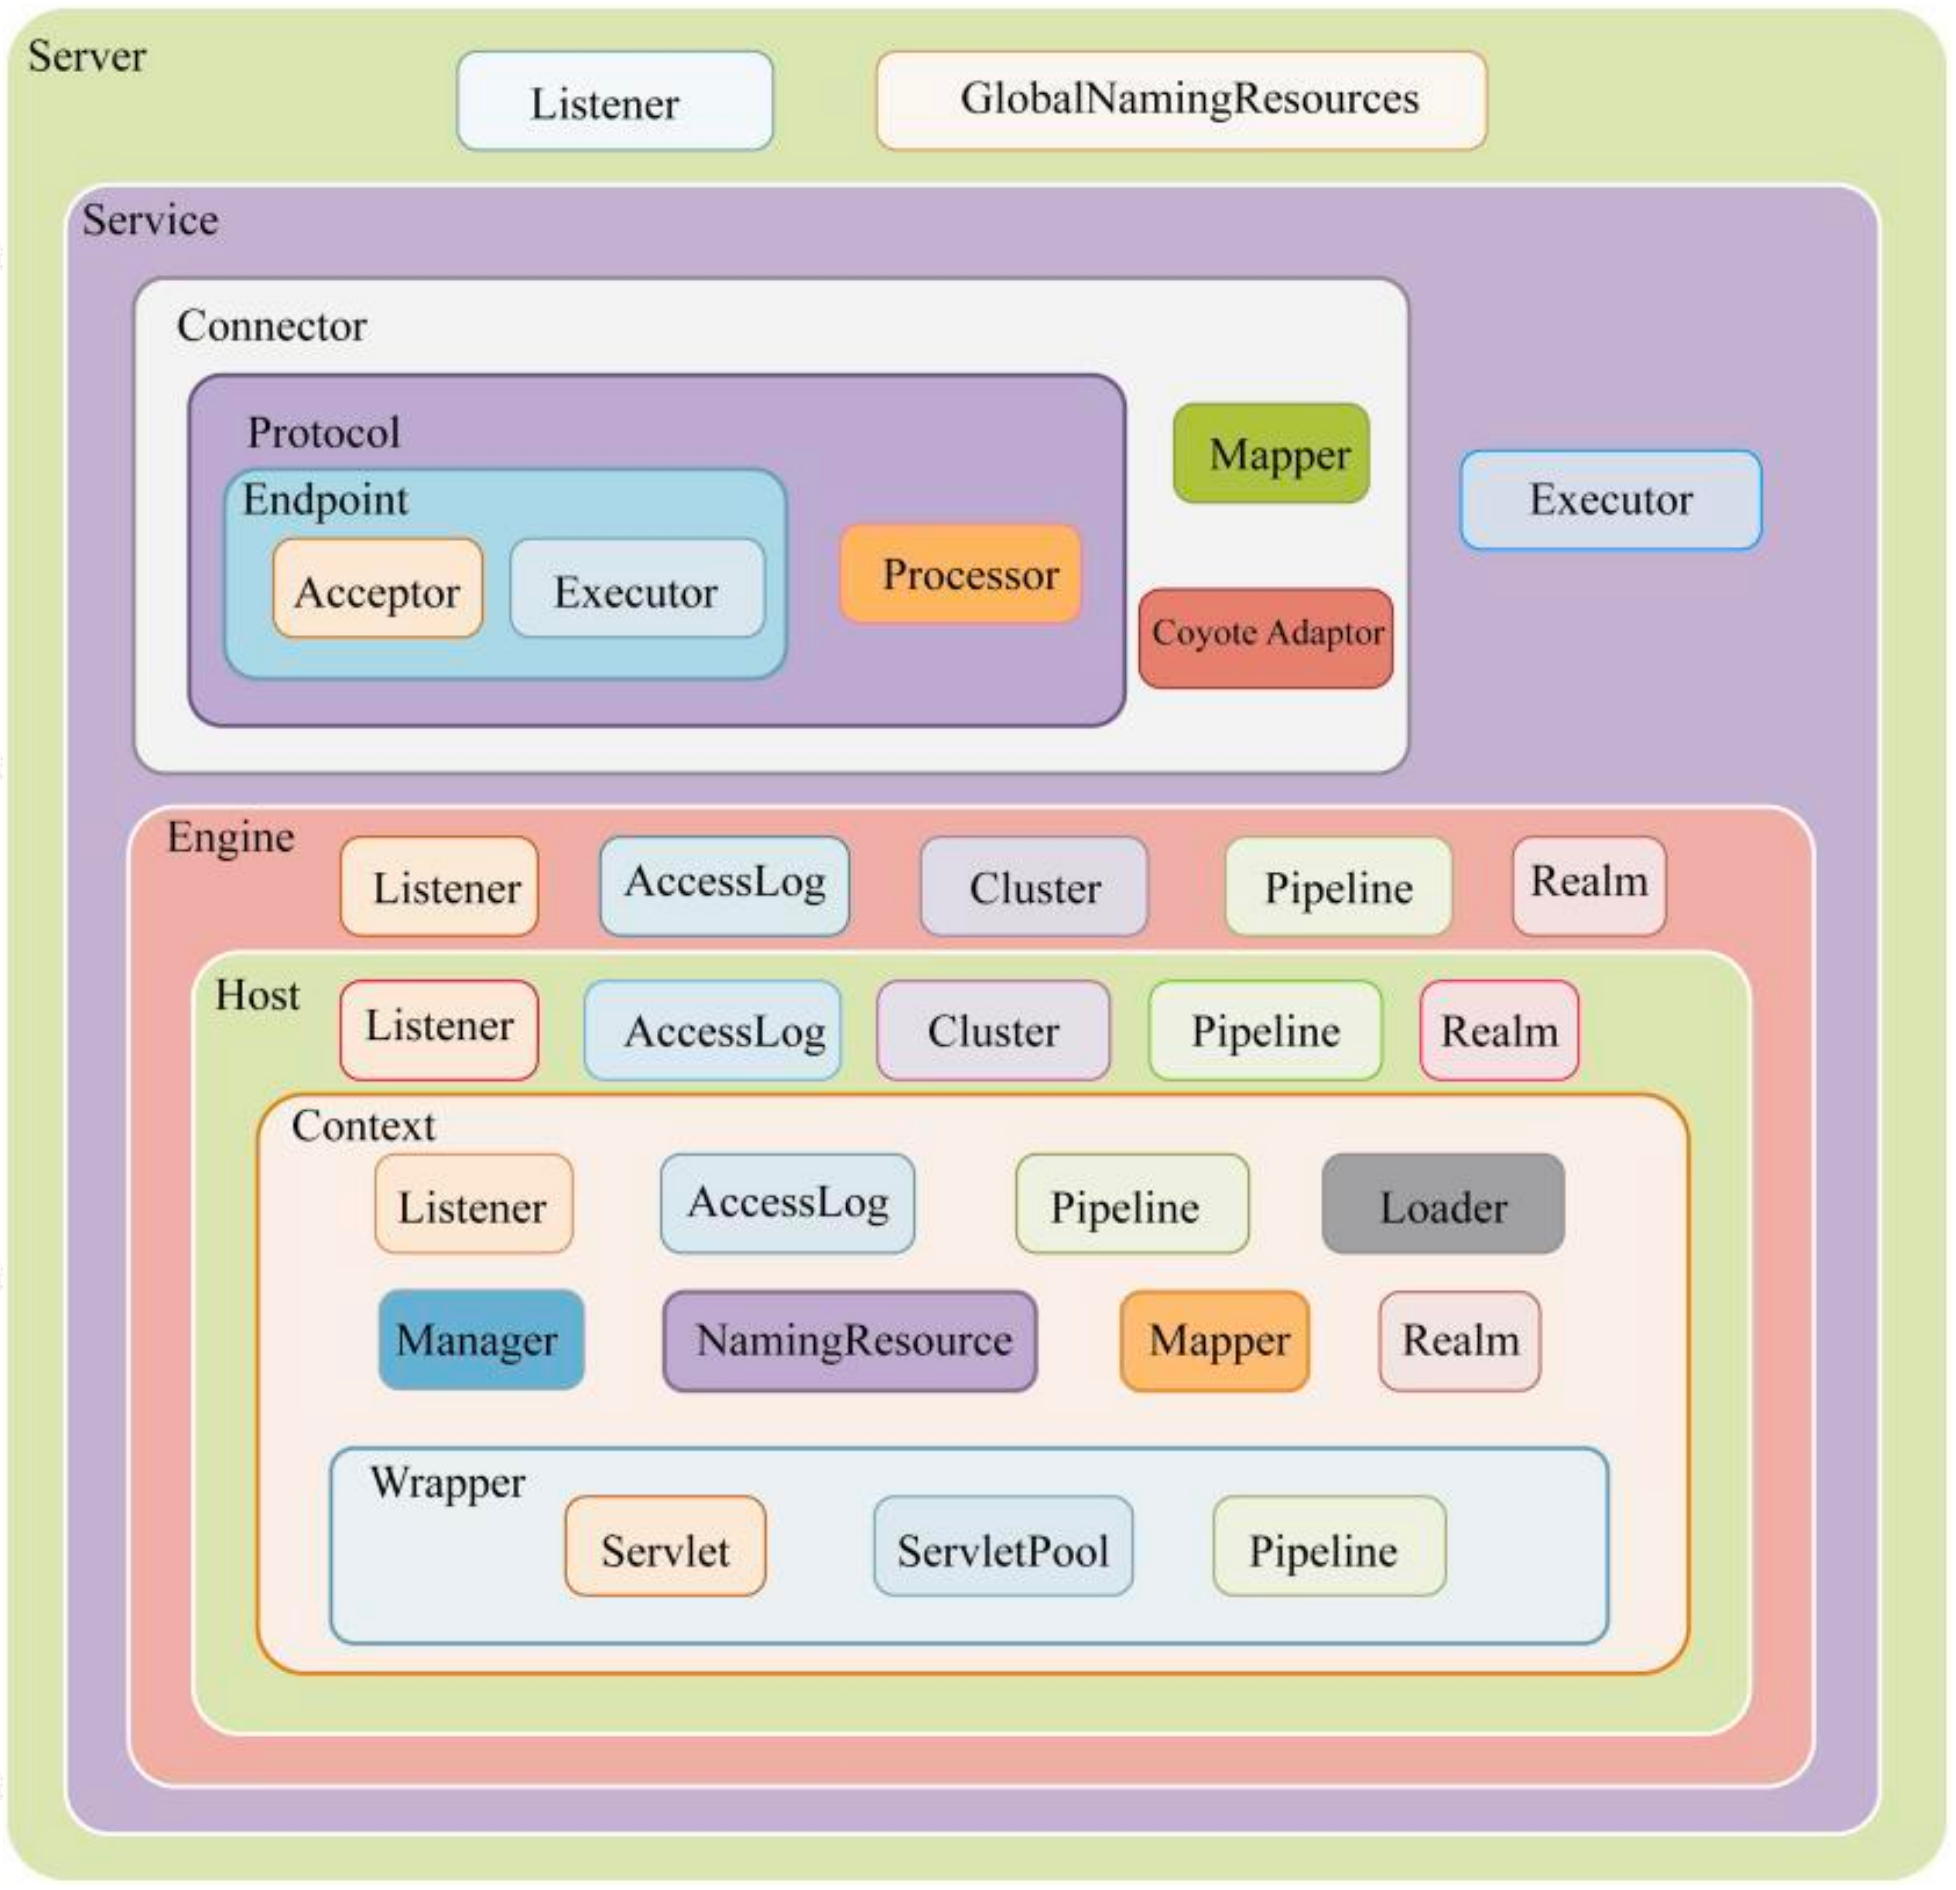 Server
Listener
GlobalNamingResources
Service
Connector
Protocol
Mapper
Endpoint
Executor
Acceptor
Executor
Processor
Coyote Adaptor
Engine
Listener
AccessLog
Cluster
Pipeline
Realm
Host
Listener
AccessLog
Cluster
Pipeline
Realm
Context
Listener
AccessLog
Pipeline
Loader
Manager
NamingResource
Mapper
Realm
Wrapper
Servlet
ServletPool
Pipeline